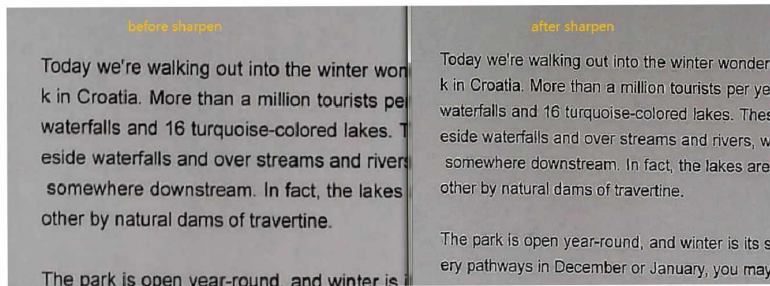 before sharpen
Today we're walking out into the winter won
k in Croatia. More than a million tourists per
waterfalls and 16 turquoise-colored lakes. T
eside waterfalls and over streams and rivers
somewhere downstream. In fact, the lakes
other by natural dams of travertine.
The park is open year-round, and winter is i
after sharpen
Today we're walking out into the winter wonder
k in Croatia. More than a million tourists per ye
waterfalls and 16 turquoise-colored lakes. Thes
eside waterfalls and over streams and rivers, w
somewhere downstream. In fact, the lakes are
other by natural dams of travertine.
The park is open year-round, and winter is its s
ery pathways in December or January, you may